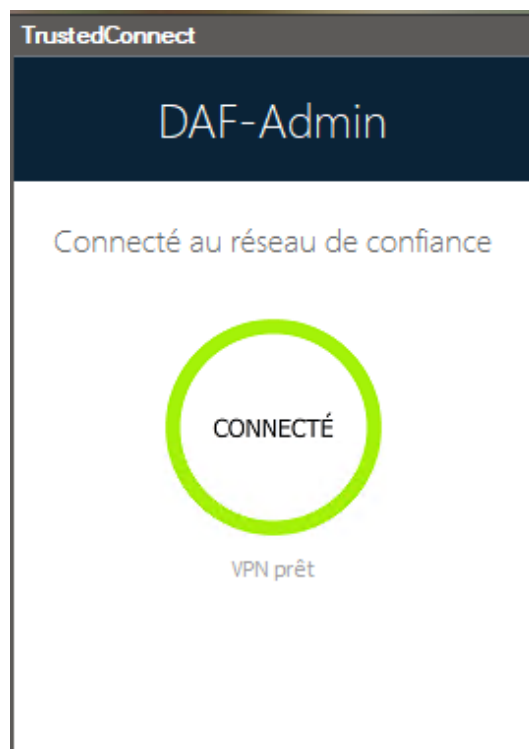 TrustedConnect
DAF-Admin
Connecté au réseau de confiance
CONNECTÉ
VPN prêt